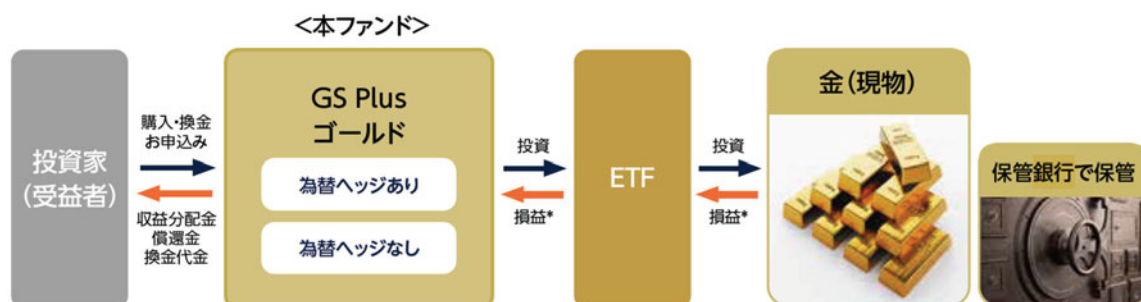 <本ファンド>
投資家
(受益者)
購入・換金
お申込み
収益分配金
償還金
換金代金
GS Plus
ゴールド
為替ヘッジあり
為替ヘッジなし
投資
損益*
ETF
投資
損益*
金(現物)
保管銀行で保管